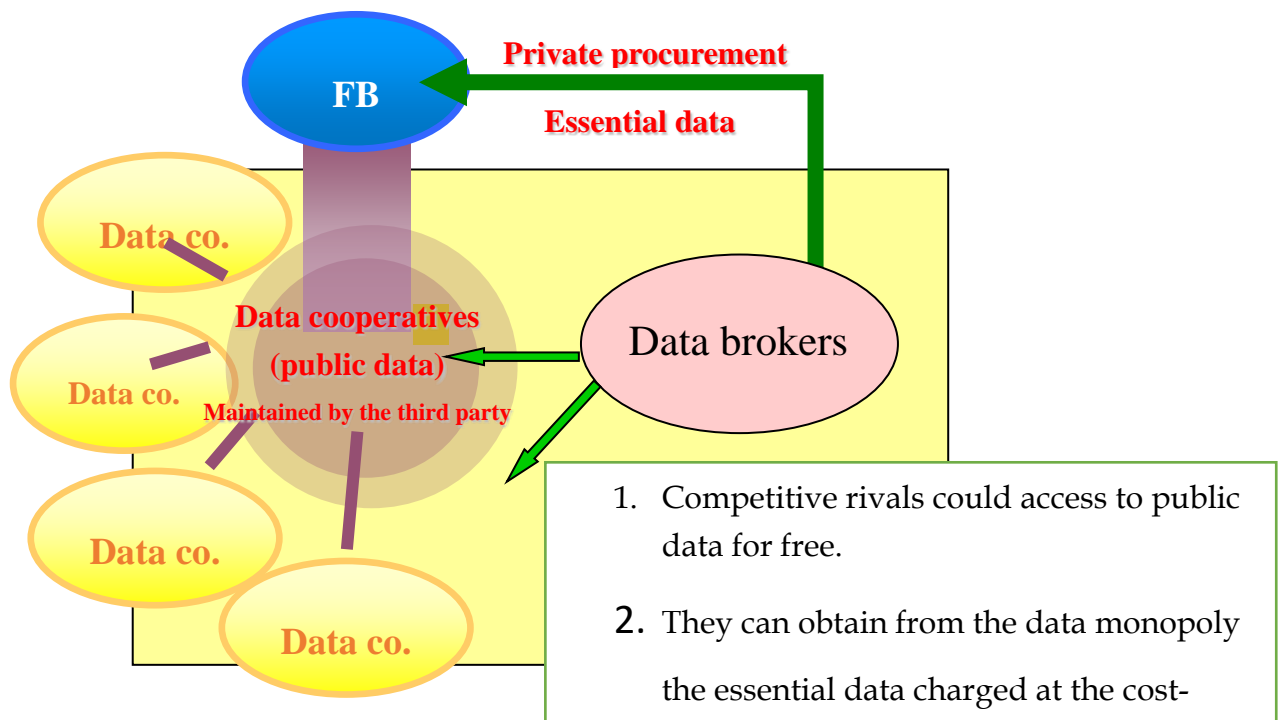 Private procurement
FB
Essential data
Data co.
Data cooperatives
(public data)
Data brokers
Data co.
Maintained by the third party
1. Competitive rivals could access to public
data for free.
Data co.
2. They can obtain from the data monopoly
Data co.
the essential data charged at the cost-